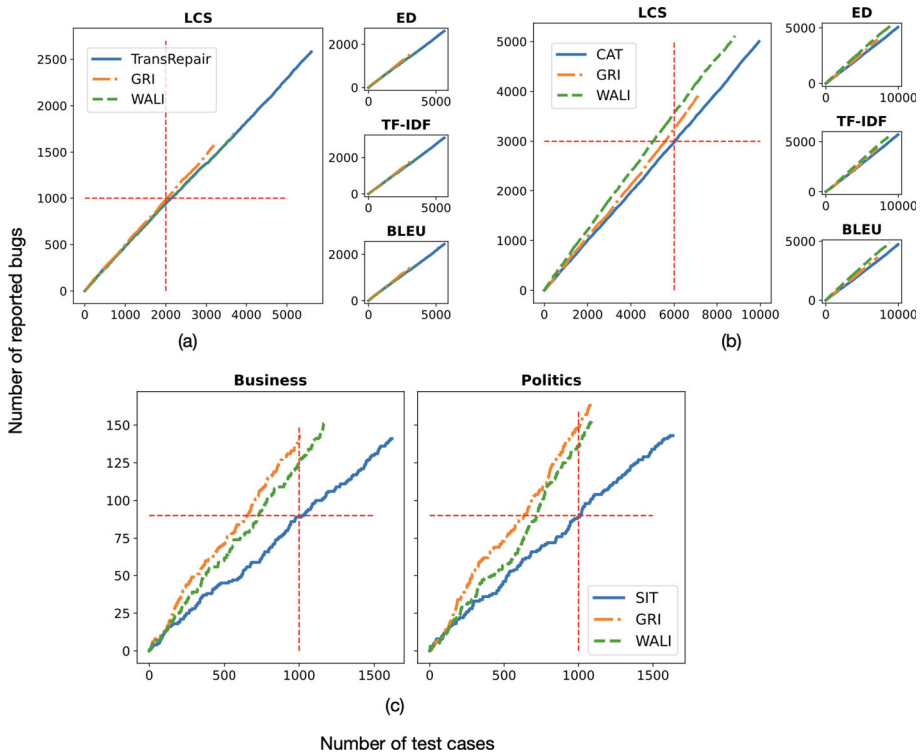 LCS
2500
2000
1500
1000
500
0
0 1000 2000 3000 4000 5000
TransRepair
GRI
WALI
ED
2000
0
0 5000
TF-IDF
2000
0
0 5000
BLEU
2000
0
0 5000
(a)
LCS
5000
4000
3000
2000
1000
0
0 2000 4000 6000 8000 10000
CAT
GRI
WALI
ED
5000
0
0 10000
TF-IDF
5000
0
0 10000
BLEU
5000
0
0 10000
(b)
Number of reported bugs
Business
150
125
100
75
50
25
0
0 500 1000 1500
Politics
0 500 1000 1500
SIT
GRI
WALI
(c)
Number of test cases